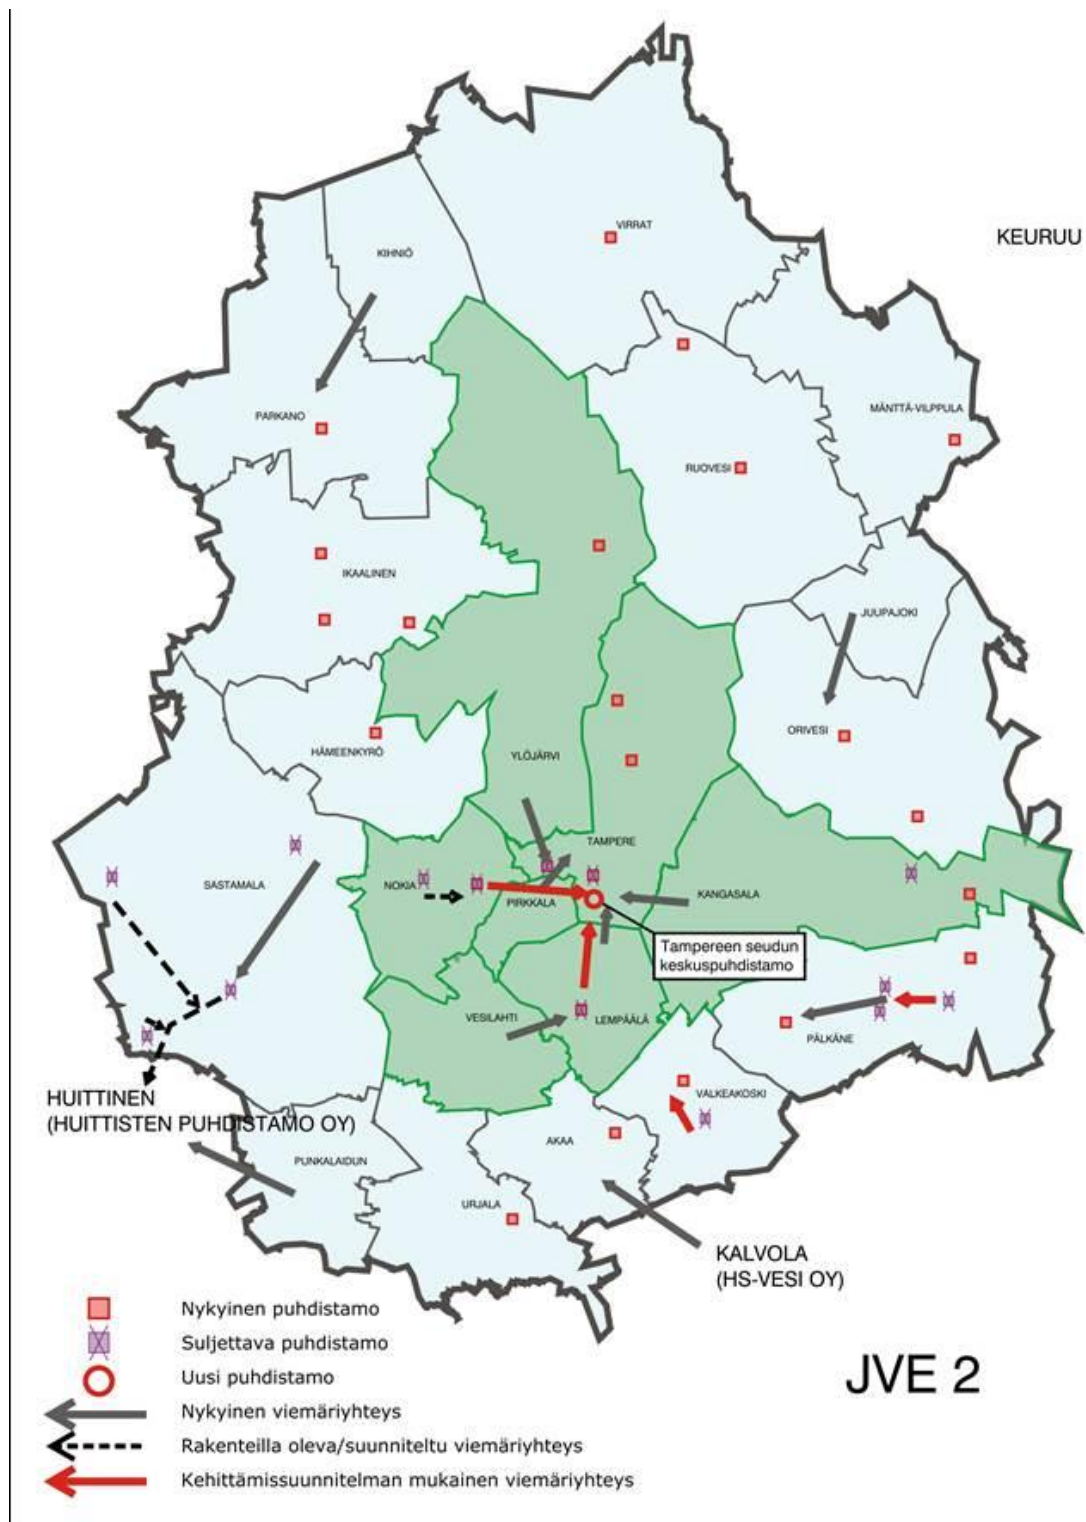 VIRRAT
KEURUU
KIHNIÖ
MÄNTTÄ-VILPPULA
PARKANO
RUOVESI
IKAALINEN
JUUPAJOKI
ORIVESI
HÄMEENKYRÖ
YLÖJÄRVI
TAMPERE
SASTAMALA
NOKIA
KANGASALA
PIRKKALA
Tampereen seudun
keskuspuhdistamo
VESILAHTI
LEMPÄÄLÄ
PÄLKÄNE
HUITTINEN
(HUITTISTEN PUHDISTAMO OY)
VALKEAKOSKI
AKAA
PUNKALAIDUN
URJALA
KALVOLA
(HS-VESI OY)
Nykyinen puhdistamo
Suljettava puhdistamo
Uusi puhdistamo
Nykyinen viemäriyhteys
Rakenteilla oleva/suunniteltu viemäriyhteys
Kehittämissuunnitelman mukainen viemäriyhteys
JVE 2